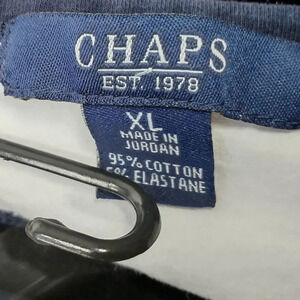 CHAPS
EST. 1978
XL
MADE IN
JORDAN
95% COTTON
5% ELASTANE